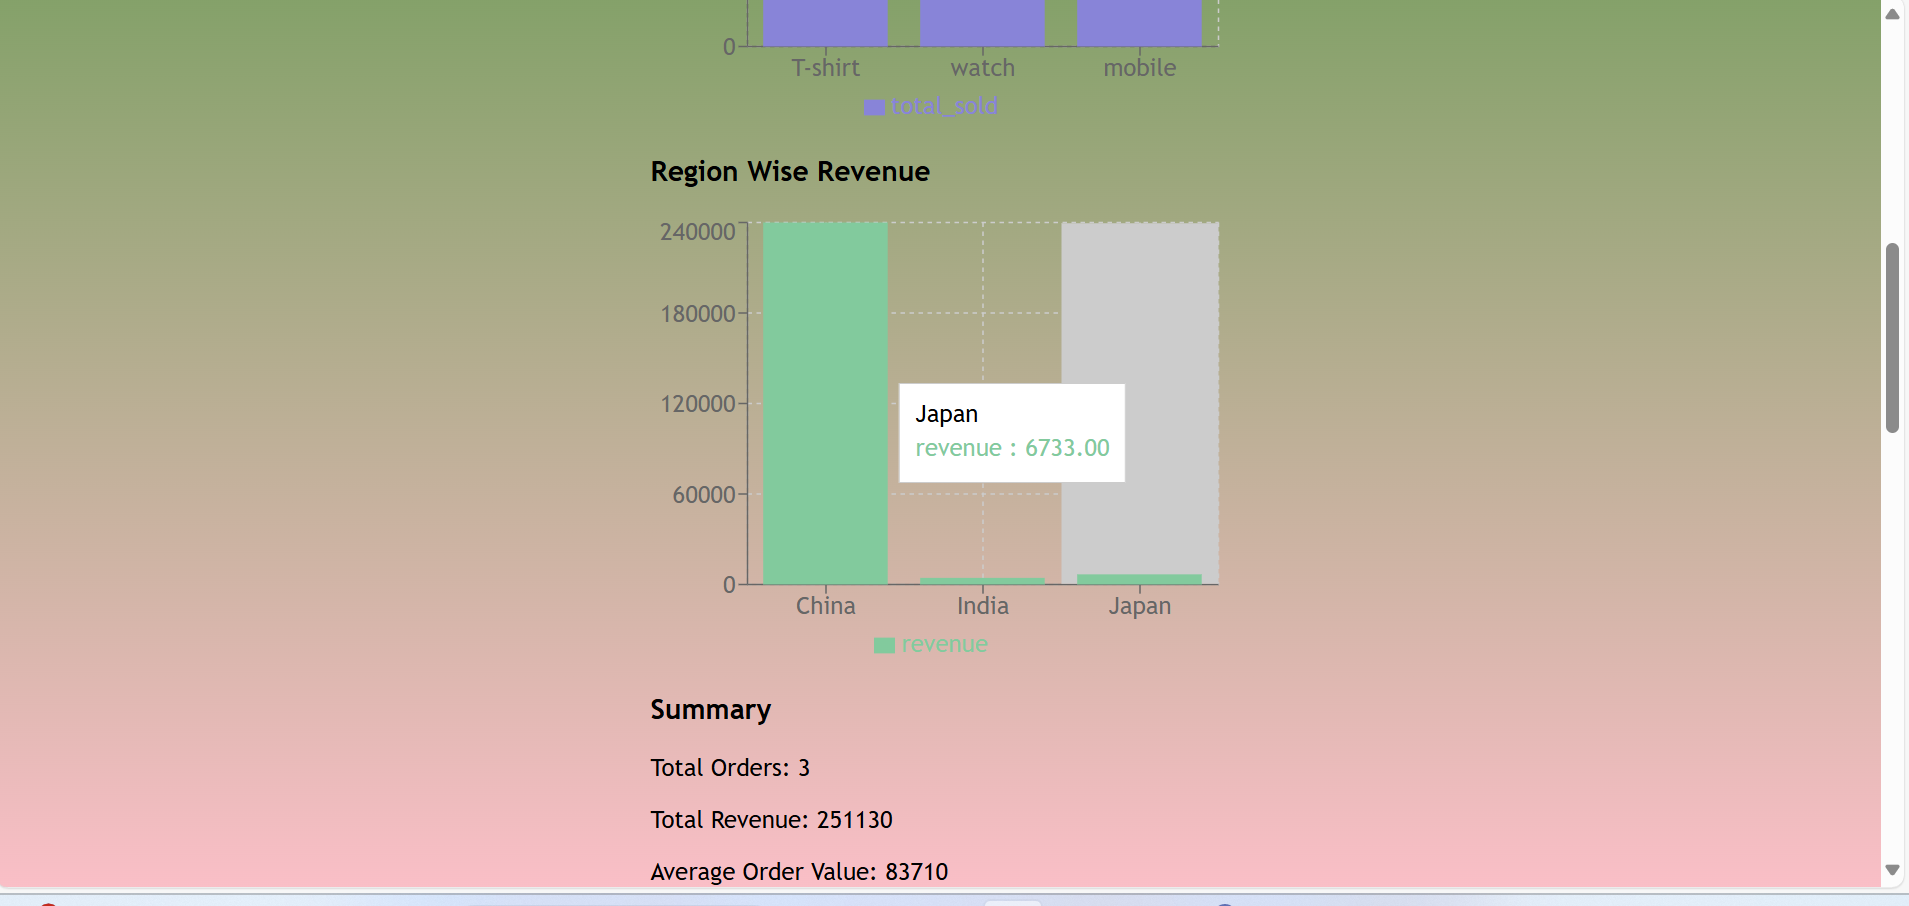 0
T-shirt watch mobile
total_sold
Region Wise Revenue
240000
180000
120000
Japan
revenue : 6733.00
60000
0
China India Japan
revenue
Summary
Total Orders: 3
Total Revenue: 251130
Average Order Value: 83710